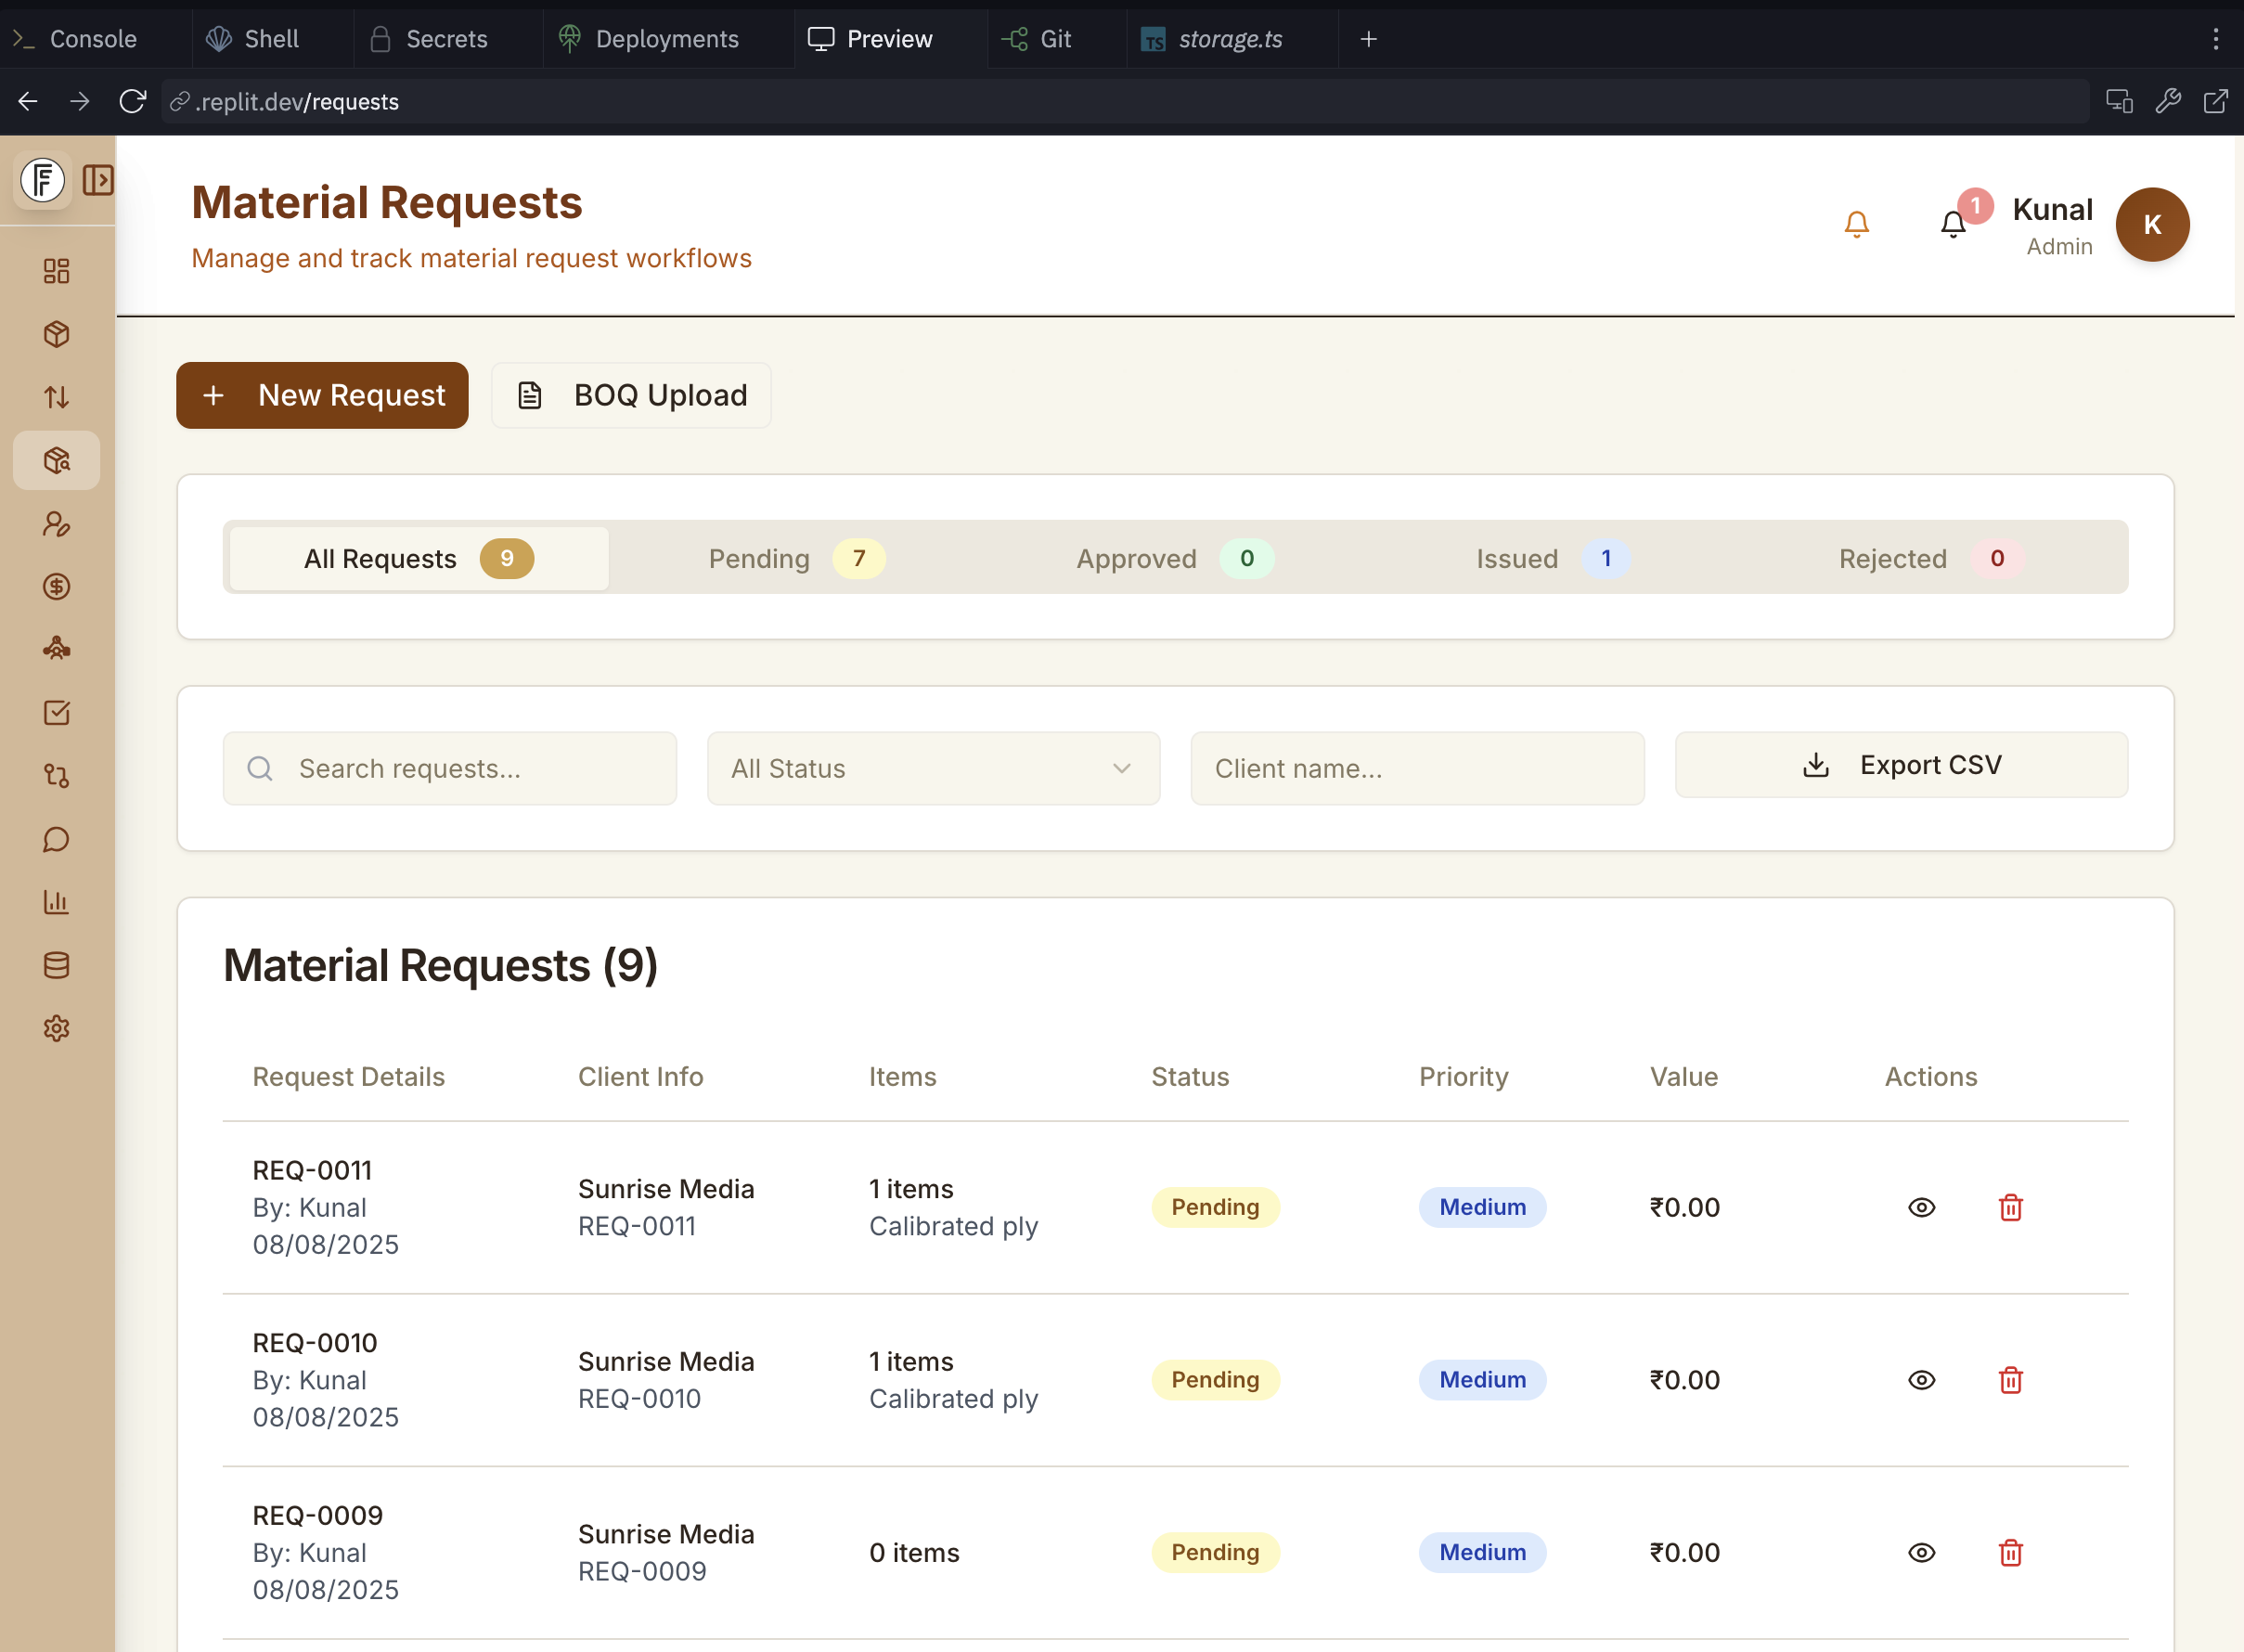 Console
Shell
Secrets
Deployments
Preview
Git
TS storage.ts
.replit.dev/requests
F
Material Requests
Manage and track material request workflows
1
Kunal
Admin
K
New Request
BOQ Upload
All Requests 9
Pending 7
Approved 0
Issued 1
Rejected 0
Search requests...
All Status
Client name...
Export CSV
Material Requests (9)
Request Details Client Info Items Status Priority Value Actions
REQ-0011
By: Kunal
08/08/2025
Sunrise Media
REQ-0011
1 items
Calibrated ply
Pending
Medium
₹0.00
REQ-0010
By: Kunal
08/08/2025
Sunrise Media
REQ-0010
1 items
Calibrated ply
Pending
Medium
₹0.00
REQ-0009
By: Kunal
08/08/2025
Sunrise Media
REQ-0009
0 items
Pending
Medium
₹0.00